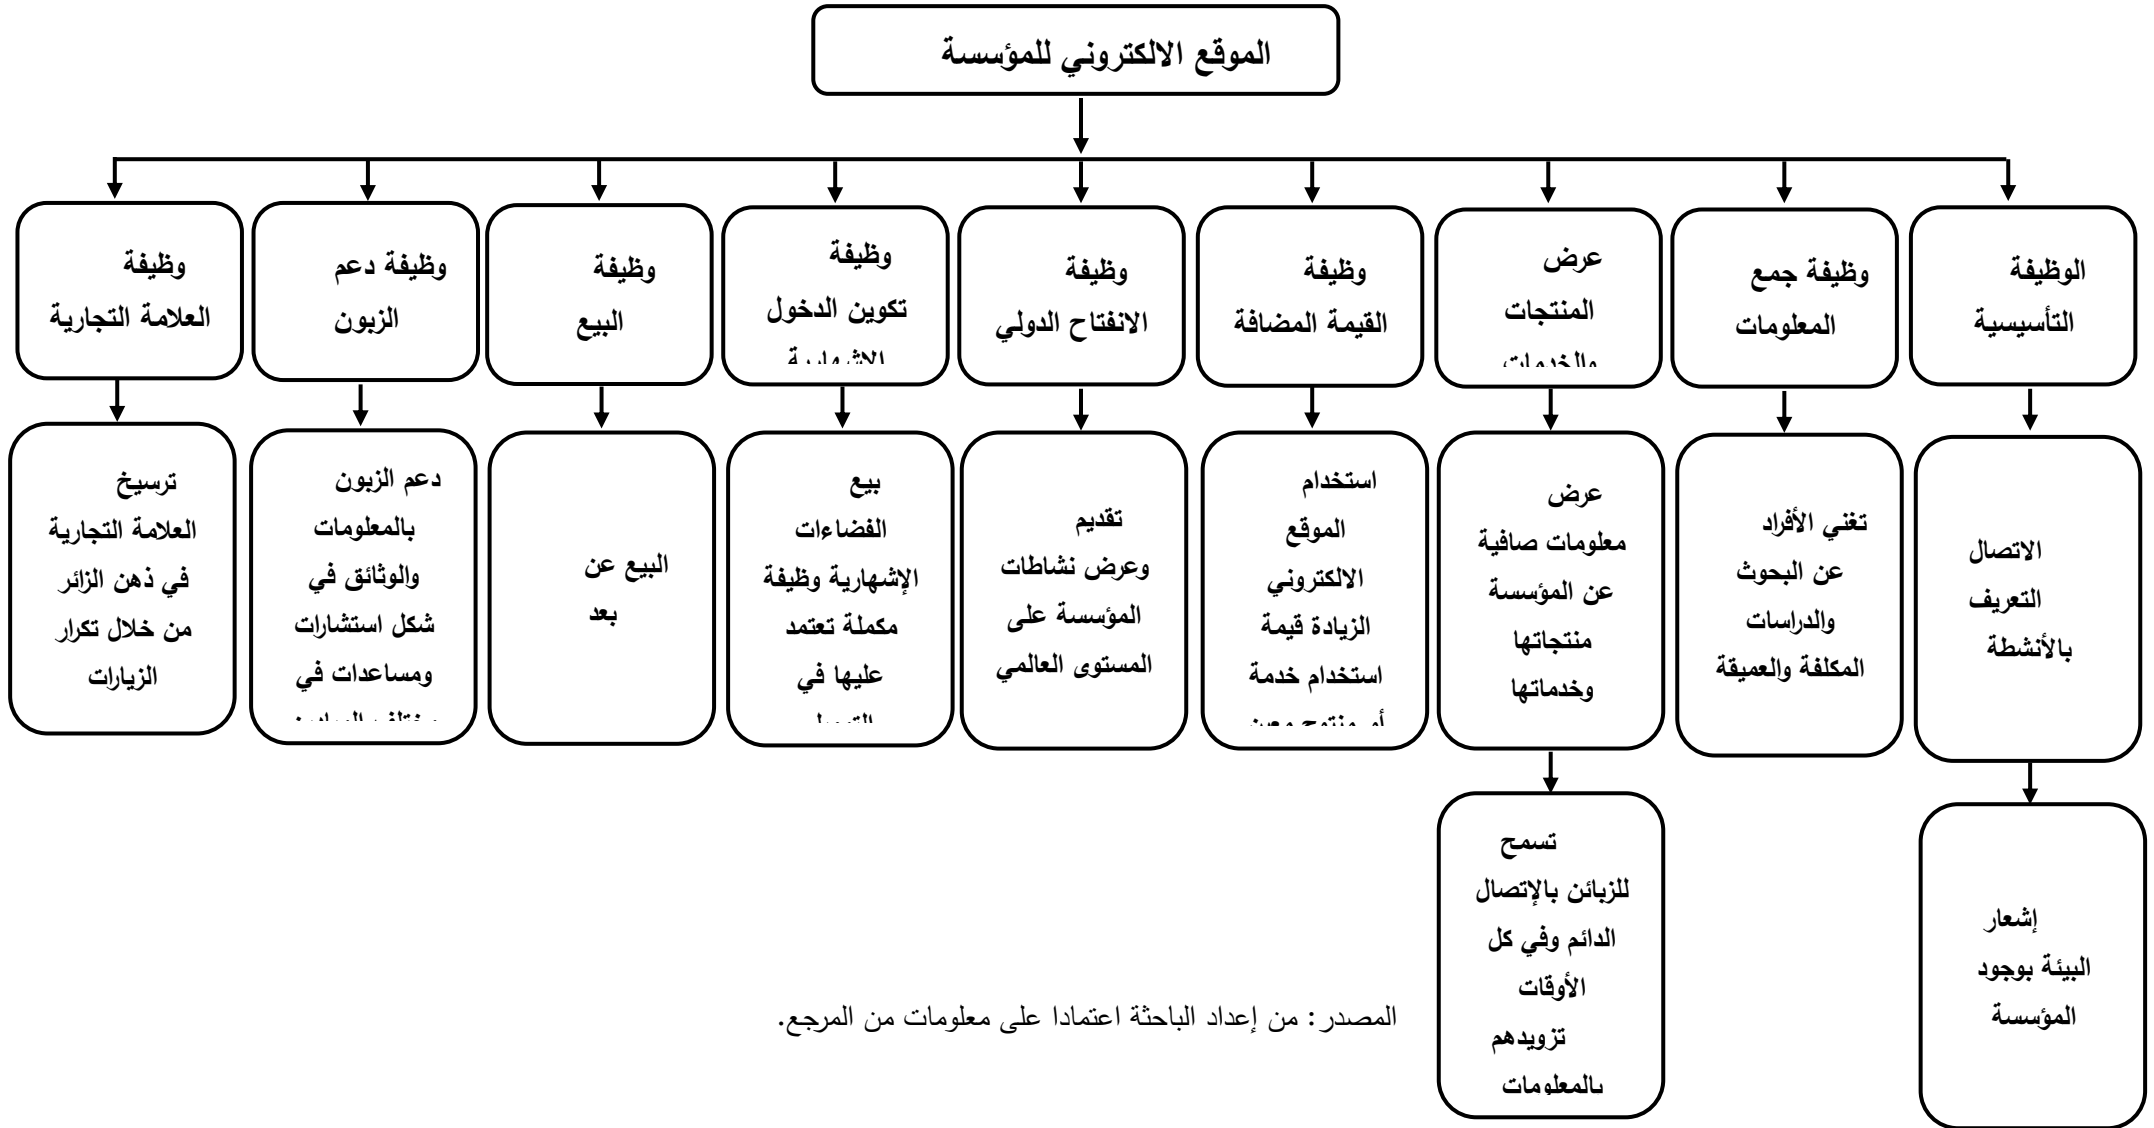 الموقع الالكتروني للمؤسسة
الوظيفة
التأسيسية
وظيفة جمع
المعلومات
عرض
المنتجات
والخدمات
وظيفة
القيمة المضافة
وظيفة
الانفتاح الدولي
وظيفة
تكوين الدخول
الاشهارية
وظيفة
البيع
وظيفة دعم
الزبون
وظيفة
العلامة التجارية
الاتصال
التعريف
بالأنشطة
تغني الأفراد
عن البحوث
والدراسات
المكلفة والعميقة
عرض
معلومات صافية
عن المؤسسة
منتجاتها
وخدماتها
استخدام
الموقع
الالكتروني
الزيادة قيمة
استخدام خدمة
أو منتوج معين
تقديم
وعرض نشاطات
المؤسسة على
المستوى العالمي
بيع
الفضاءات
الإشهارية وظيفة
مكملة تعتمد
عليها في
البيع عن
بعد
دعم الزبون
بالمعلومات
والوثائق في
شكل استشارات
ومساعدات في
ترسيخ
العلامة التجارية
في ذهن الزائر
من خلال تكرار
الزيارات
إشعار
البيئة بوجود
المؤسسة
تسمح
للزبائن بالإتصال
الدائم وفي كل
الأوقات
تزويدهم
بالمعلومات
المصدر: من إعداد الباحثة اعتمادا على معلومات من المرجع.